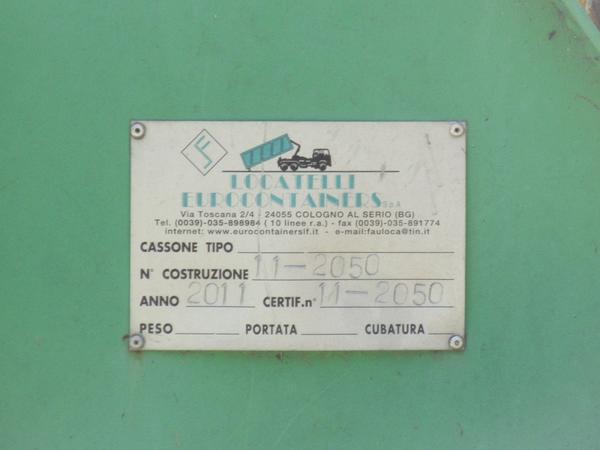 LOCATELLI
EUROCONTAINERS S.p.A
Via Toscana 2/4 - 24055 COLOGNO AL SERIO (BG)
Tel. (0039)-035-898984 ( 10 linee r.a.) - fax (0039)-035-891774
internet: www.eurocontainerslf.it - e-mail:fauloca@tin.it
CASSONE TIPO
N° COSTRUZIONE 11-2050
ANNO 2011 CERTIF.n° 11-2050
PESO PORTATA CUBATURA